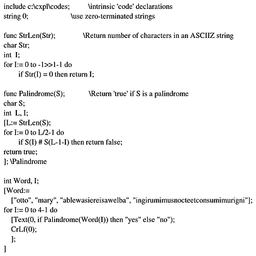 include c:\cxpl\codes;          \intrinsic 'code' declarations
string 0;                       \use zero-terminated strings

func StrLen(Str);               \Return number of characters in an ASCIIZ string
char Str;
int  I;
for I:= 0 to -1>>1-1 do
     if Str(I) = 0 then return I;

func Palindrome(S);             \Return 'true' if S is a palindrome
char S;
int  L, I;
[L:= StrLen(S);
for I:= 0 to L/2-1 do
     if S(I) # S(L-1-I) then return false;
return true;
]; \Palindrome

int Word, I;
[Word:=
   ["otto", "mary", "ablewasiereisawelba", "ingirumimusnocteetconsumimurigni"];
for I:= 0 to 4-1 do
   [Text(0, if Palindrome(Word(I)) then "yes" else "no");
   CrLf(0);
   ];
]